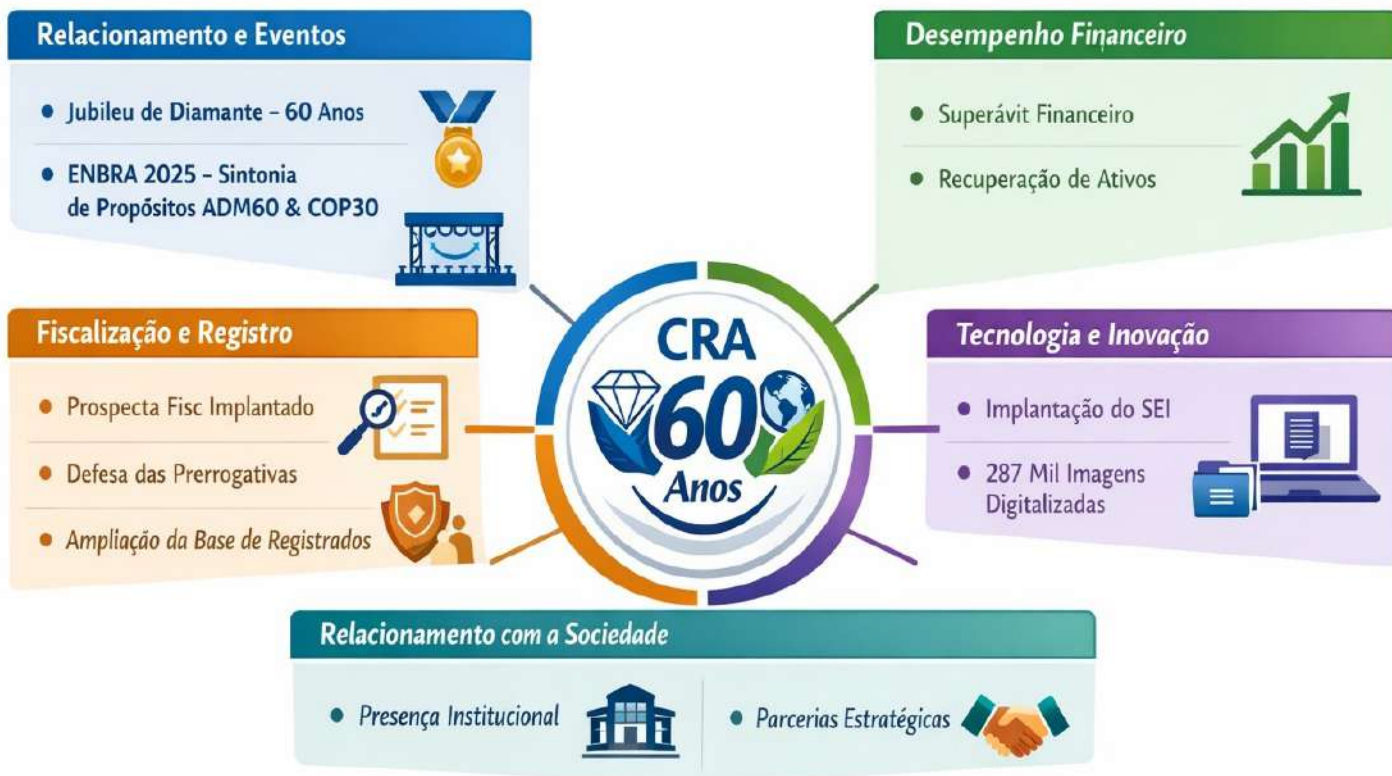 Relacionamento e Eventos
• Jubileu de Diamante – 60 Anos
• ENBRA 2025 – Sintonia
de Propósitos ADM60 & COP30
Desempenho Financeiro
• Superávit Financeiro
• Recuperação de Ativos
Fiscalização e Registro
• Prospecta Fisc Implantado
• Defesa das Prerrogativas
• Ampliação da Base de Registrados
CRA
60
Anos
Tecnologia e Inovação
• Implantação do SEI
• 287 Mil Imagens
Digitalizadas
Relacionamento com a Sociedade
• Presença Institucional
• Parcerias Estratégicas